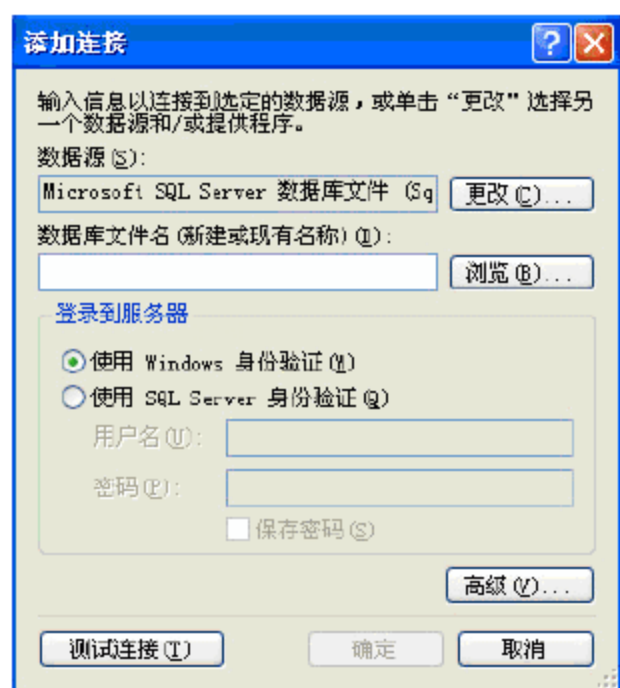 添加连接
输入信息以连接到选定的数据源，或单击“更改”选择另
一个数据源和/或提供程序。
数据源(S):
Microsoft SQL Server 数据库文件 (Sq
更改(C)...
数据库文件名(新建或现有名称)(D):
浏览(B)...
登录到服务器
使用 Windows 身份验证(W)
使用 SQL Server 身份验证(Q)
用户名(U):
密码(P):
保存密码(S)
高级(V)...
测试连接(T)
确定
取消